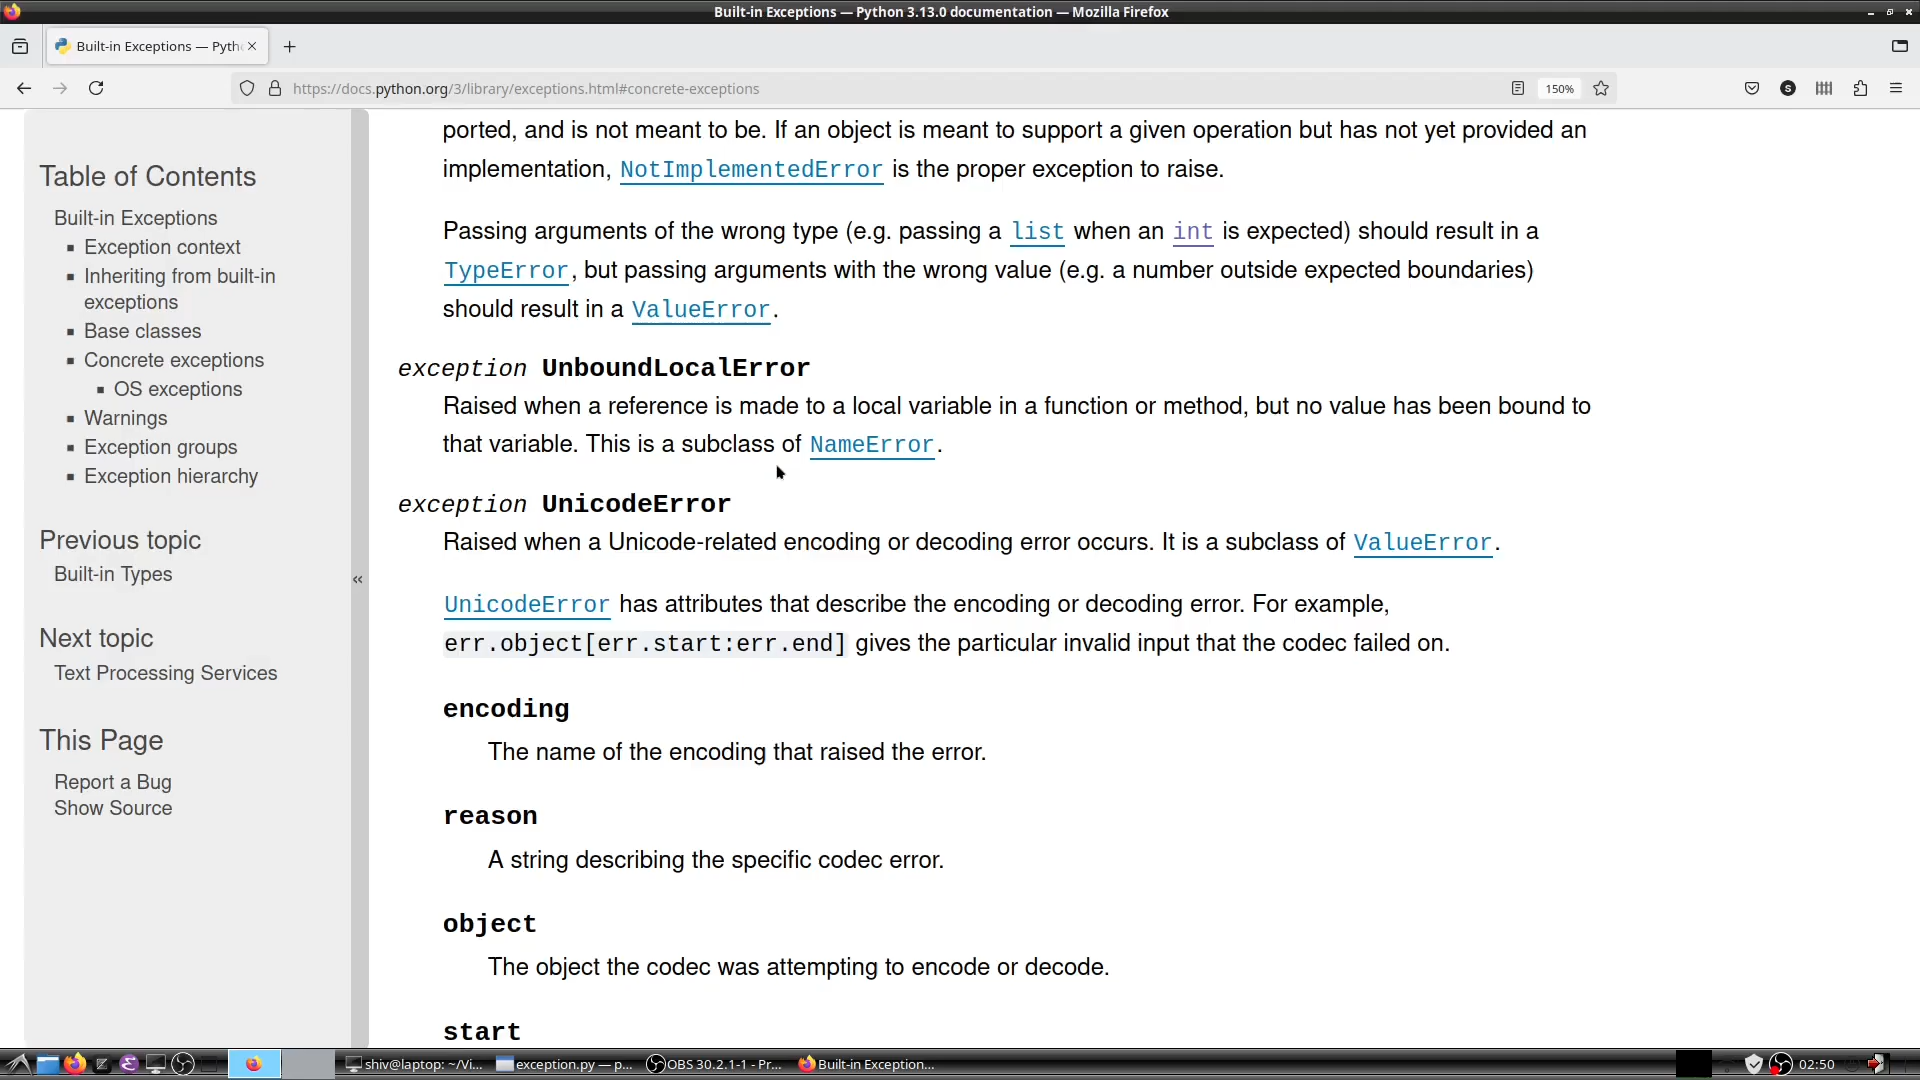 Built-in Exceptions — Python 3.13.0 documentation — Mozilla Firefox
Built-in Exceptions — Pyth
https://docs.python.org/3/library/exceptions.html#concrete-exceptions
150%
S
Table of Contents
Built-in Exceptions
Exception context
Inheriting from built-in
exceptions
Base classes
Concrete exceptions
OS exceptions
Warnings
Exception groups
Exception hierarchy
Previous topic
Built-in Types
Next topic
Text Processing Services
This Page
Report a Bug
Show Source
«
ported, and is not meant to be. If an object is meant to support a given operation but has not yet provided an
implementation, NotImplementedError is the proper exception to raise.
Passing arguments of the wrong type (e.g. passing a list when an int is expected) should result in a
TypeError, but passing arguments with the wrong value (e.g. a number outside expected boundaries)
should result in a ValueError.
exception UnboundLocalError
Raised when a reference is made to a local variable in a function or method, but no value has been bound to
that variable. This is a subclass of NameError.
exception UnicodeError
Raised when a Unicode-related encoding or decoding error occurs. It is a subclass of ValueError.
UnicodeError has attributes that describe the encoding or decoding error. For example,
err.object[err.start:err.end] gives the particular invalid input that the codec failed on.
encoding
The name of the encoding that raised the error.
reason
A string describing the specific codec error.
object
The object the codec was attempting to encode or decode.
start
shiv@laptop: ~/Vi...
exception.py — p...
OBS 30.2.1-1 - Pr...
Built-in Exception...
02:50